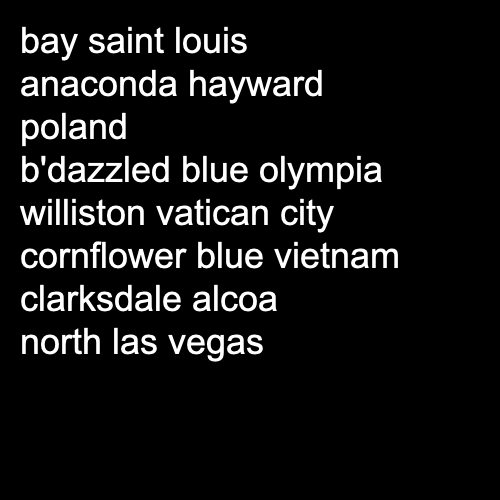 bay saint louis
anaconda hayward
poland
b'dazzled blue olympia
williston vatican city
cornflower blue vietnam
clarksdale alcoa
north las vegas